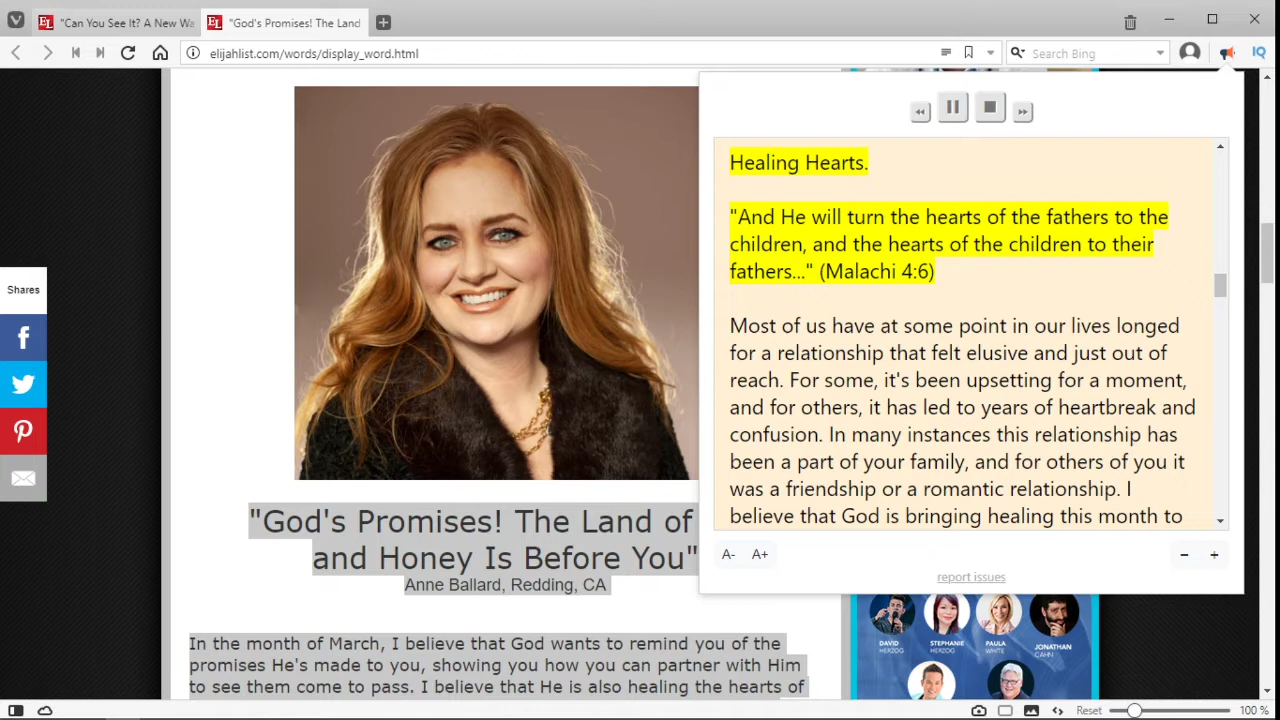 "Can You See It? A New Wa
"God's Promises! The Land
elijahlist.com/words/display_word.html
Search Bing
IQ
Healing Hearts.
"And He will turn the hearts of the fathers to the
children, and the hearts of the children to their
fathers..." (Malachi 4:6)
Most of us have at some point in our lives longed
for a relationship that felt elusive and just out of
reach. For some, it's been upsetting for a moment,
and for others, it has led to years of heartbreak and
confusion. In many instances this relationship has
been a part of your family, and for others of you it
was a friendship or a romantic relationship. I
believe that God is bringing healing this month to
A- A+ - +
report issues
Shares
"God's Promises! The Land of
and Honey Is Before You"
Anne Ballard, Redding, CA
In the month of March, I believe that God wants to remind you of the
promises He's made to you, showing you how you can partner with Him
to see them come to pass. I believe that He is also healing the hearts of
DAVID
HERZOG
STEPHANIE
HERZOG
PAULA
WHITE
JONATHAN
CAHN
Reset
100 %